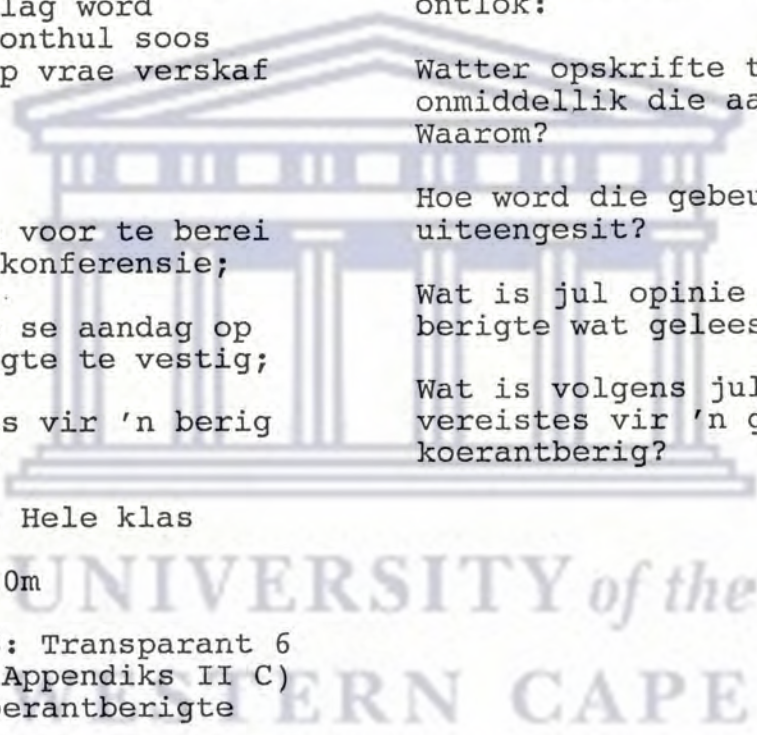 lag word
onthul soos
p vrae verskaf
voor te berei
konferensie;
se aandag op
gte te vestig;
s vir 'n berig
Hele klas
0m
: Transparant 6
Appendiks II C)
erantberigte
ontlok:
Watter opskrifte t
onmiddellik die aa
Waarom?
Hoe word die gebeu
uiteengesit?
Wat is jul opinie
berigte wat gelees
Wat is volgens jul
vereistes vir 'n g
koerantberig?
UNIVERSITY of the
WESTERN CAPE